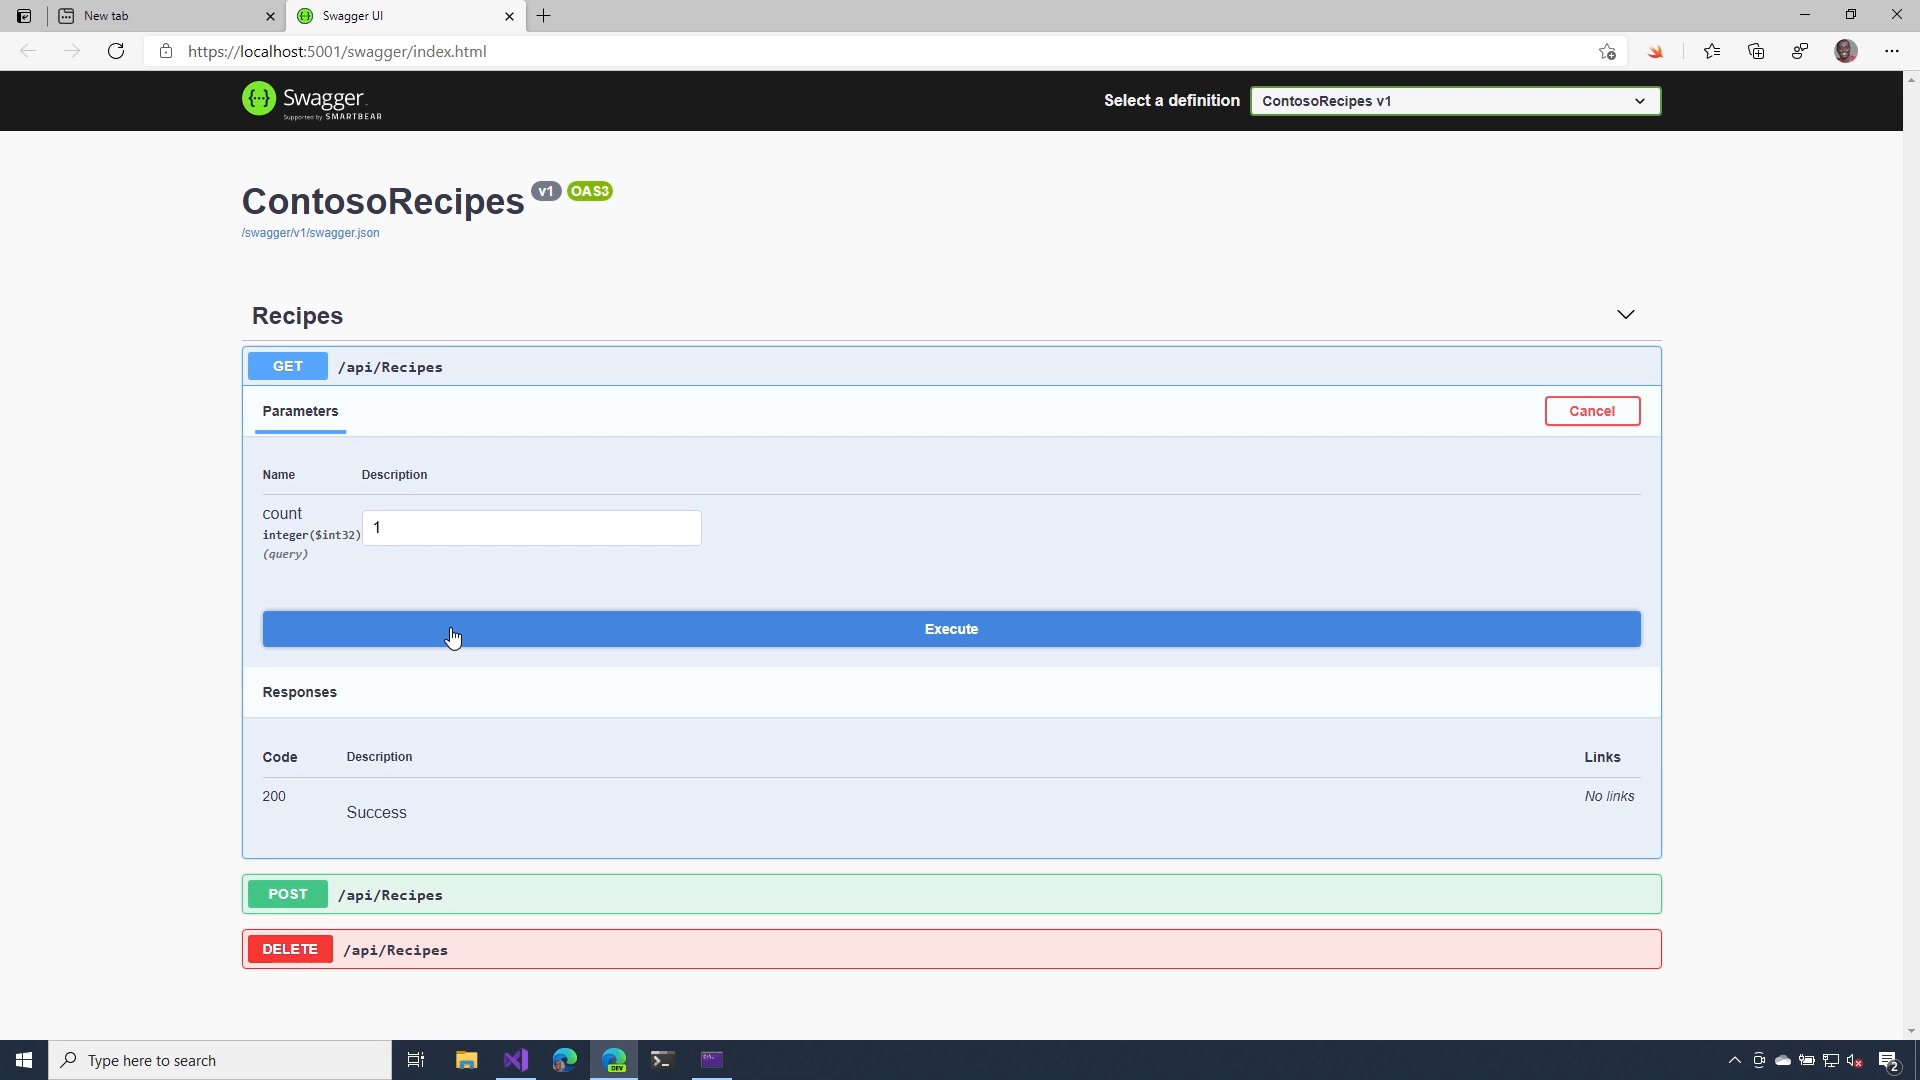 New tab
Swagger UI
https://localhost:5001/swagger/index.html
Swagger
Supported by SMARTBEAR
Select a definition
ContosoRecipes v1
ContosoRecipes v1 OAS3
/swagger/v1/swagger.json
Recipes
GET /api/Recipes
Parameters
Cancel
Name Description
count
integer($int32)
(query)
1
Execute
Responses
Code Description Links
200 No links
Success
POST /api/Recipes
DELETE /api/Recipes
Type here to search
DEV
2